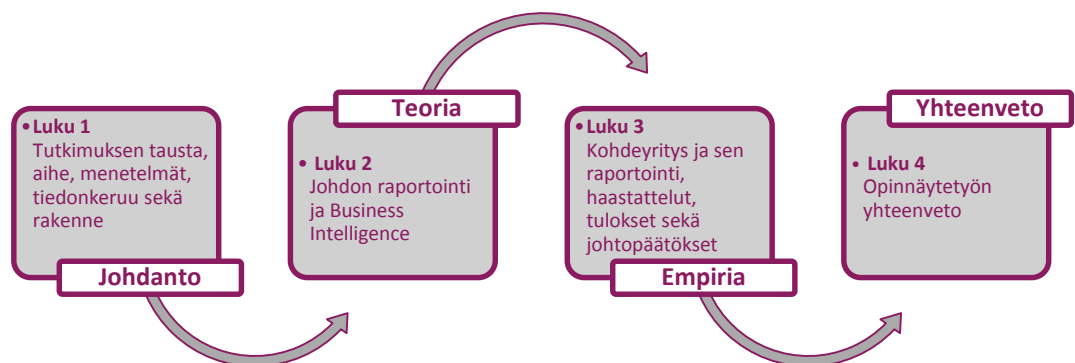 • Luku 1
Tutkimuksen tausta,
aihe, menetelmät,
tiedonkeruu sekä
rakenne
Johdanto
Teoria
• Luku 2
Johdon raportointi
ja Business
Intelligence
• Luku 3
Kohdeyritys ja sen
raportointi,
haastattelut,
tulokset sekä
johtopäätökset
Empiria
Yhteenveto
• Luku 4
Opinnäytetyön
yhteenveto